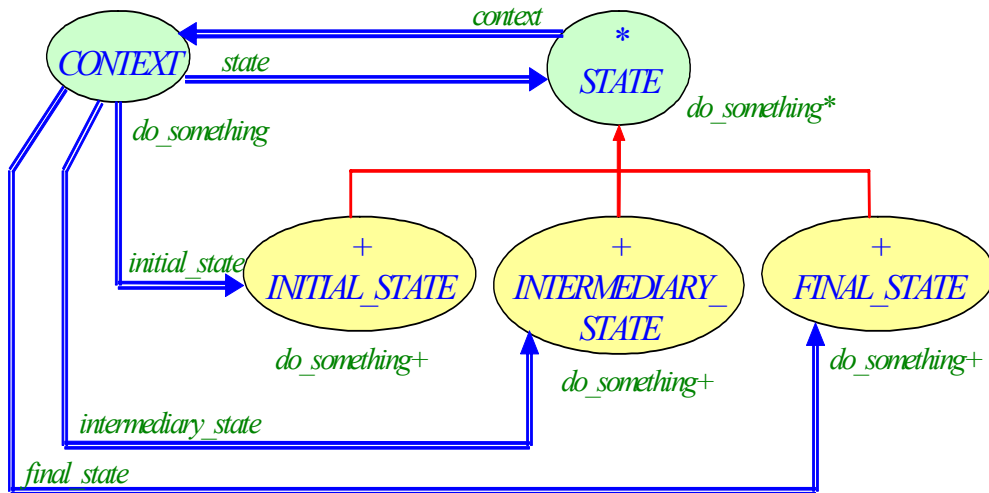 context
*
CONTEXT
state
STATE
do_something
do_something*
+
+
+
initial_state
INITIAL_STATE
INTERMEDIARY_
STATE
FINAL_STATE
do_something+
do_something+
do_something+
intermediary_state
final_state